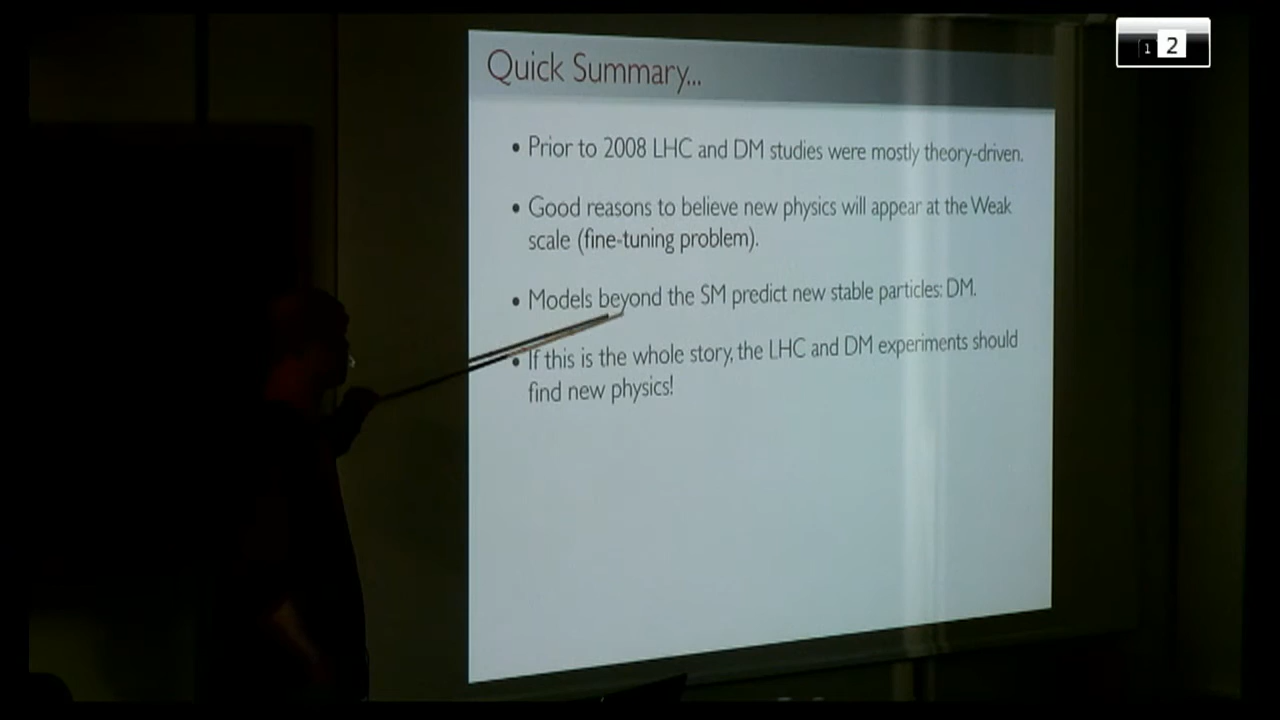 Quick Summary...
• Prior to 2008 LHC and DM studies were mostly theory-driven.
• Good reasons to believe new physics will appear at the Weak
scale (fine-tuning problem).
• Models beyond the SM predict new stable particles: DM.
• If this is the whole story, the LHC and DM experiments should
find new physics!
1 2